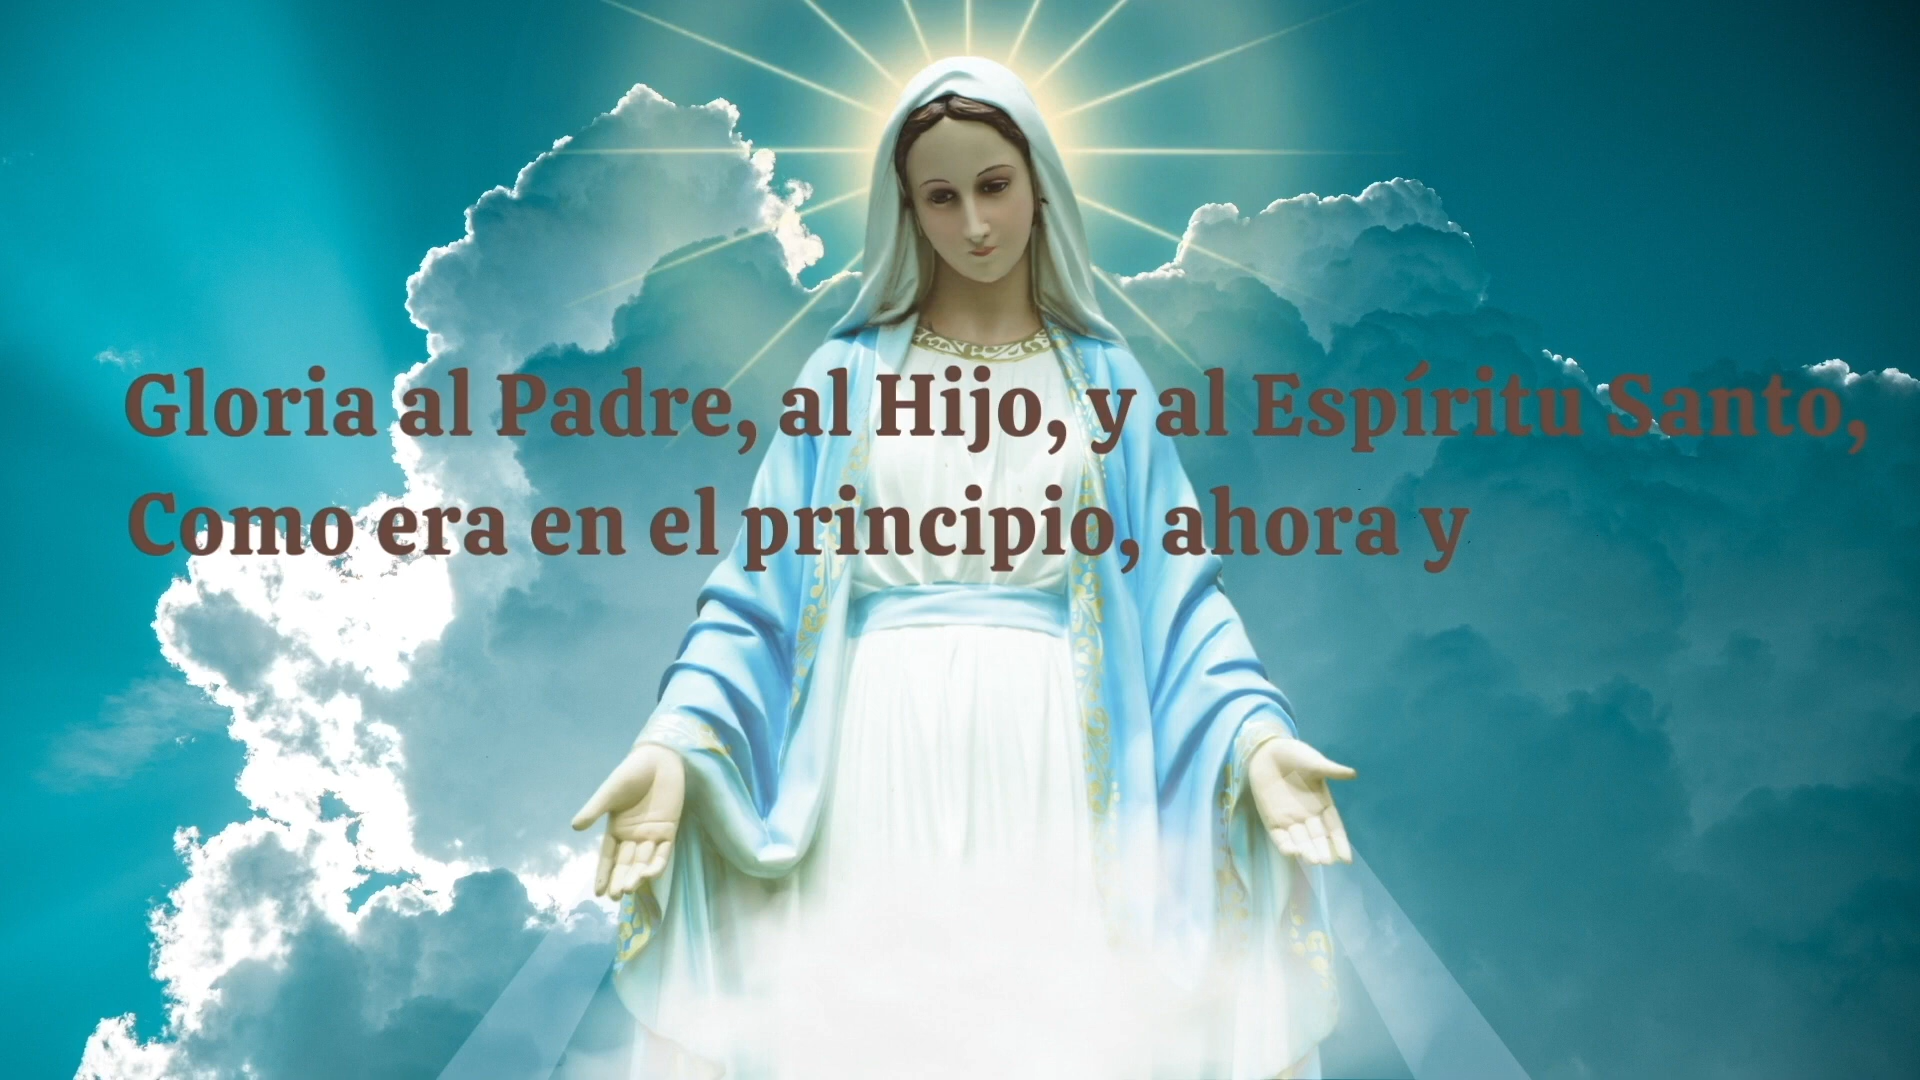 Gloria al Padre, al Hijo, y al Espíritu Santo,
Como era en el principio, ahora y